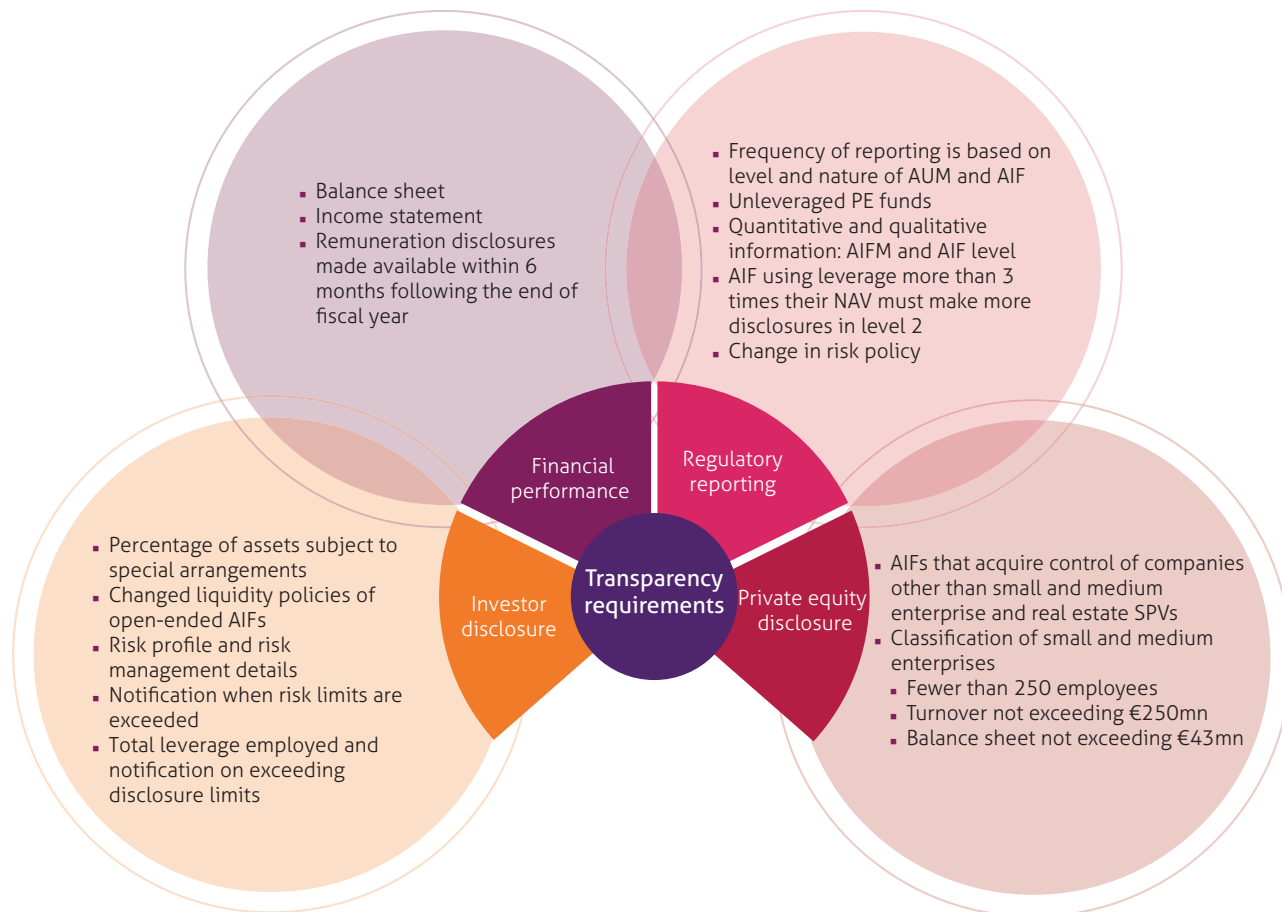 ▪ Balance sheet
▪ Income statement
▪ Remuneration disclosures
made available within 6
months following the end of
fiscal year
▪ Frequency of reporting is based on
level and nature of AUM and AIF
▪ Unleveraged PE funds
▪ Quantitative and qualitative
information: AIFM and AIF level
▪ AIF using leverage more than 3
times their NAV must make more
disclosures in level 2
▪ Change in risk policy
Financial
performance
Regulatory
reporting
▪ Percentage of assets subject to
special arrangements
▪ Changed liquidity policies of
open-ended AIFs
▪ Risk profile and risk
management details
▪ Notification when risk limits are
exceeded
▪ Total leverage employed and
notification on exceeding
disclosure limits
Investor
disclosure
Transparency
requirements
Private equity
disclosure
▪ AIFs that acquire control of companies
other than small and medium
enterprise and real estate SPVs
▪ Classification of small and medium
enterprises
▪ Fewer than 250 employees
▪ Turnover not exceeding €250mn
▪ Balance sheet not exceeding €43mn